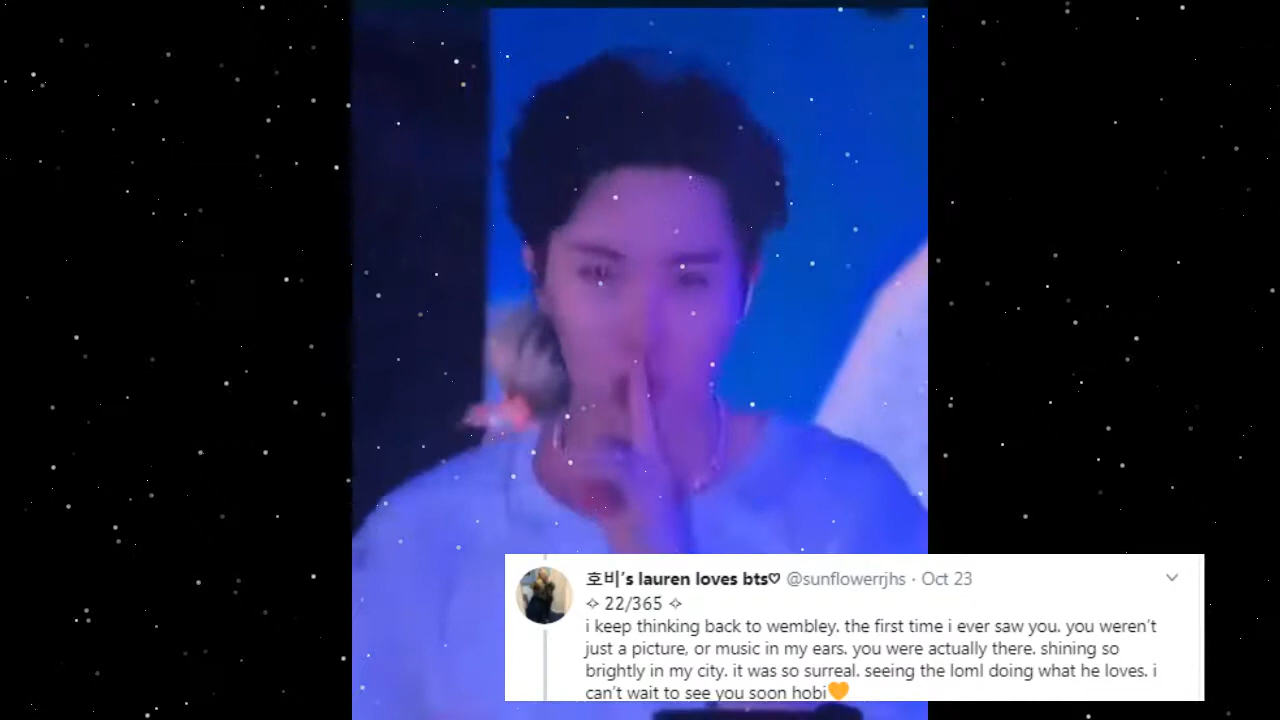 호비's lauren loves bts♡ @sunflowerrjhs · Oct 23
✧ 22/365 ✧
i keep thinking back to wembley. the first time i ever saw you. you weren't
just a picture, or music in my ears. you were actually there. shining so
brightly in my city. it was so surreal. seeing the loml doing what he loves. i
can't wait to see you soon hobi🧡